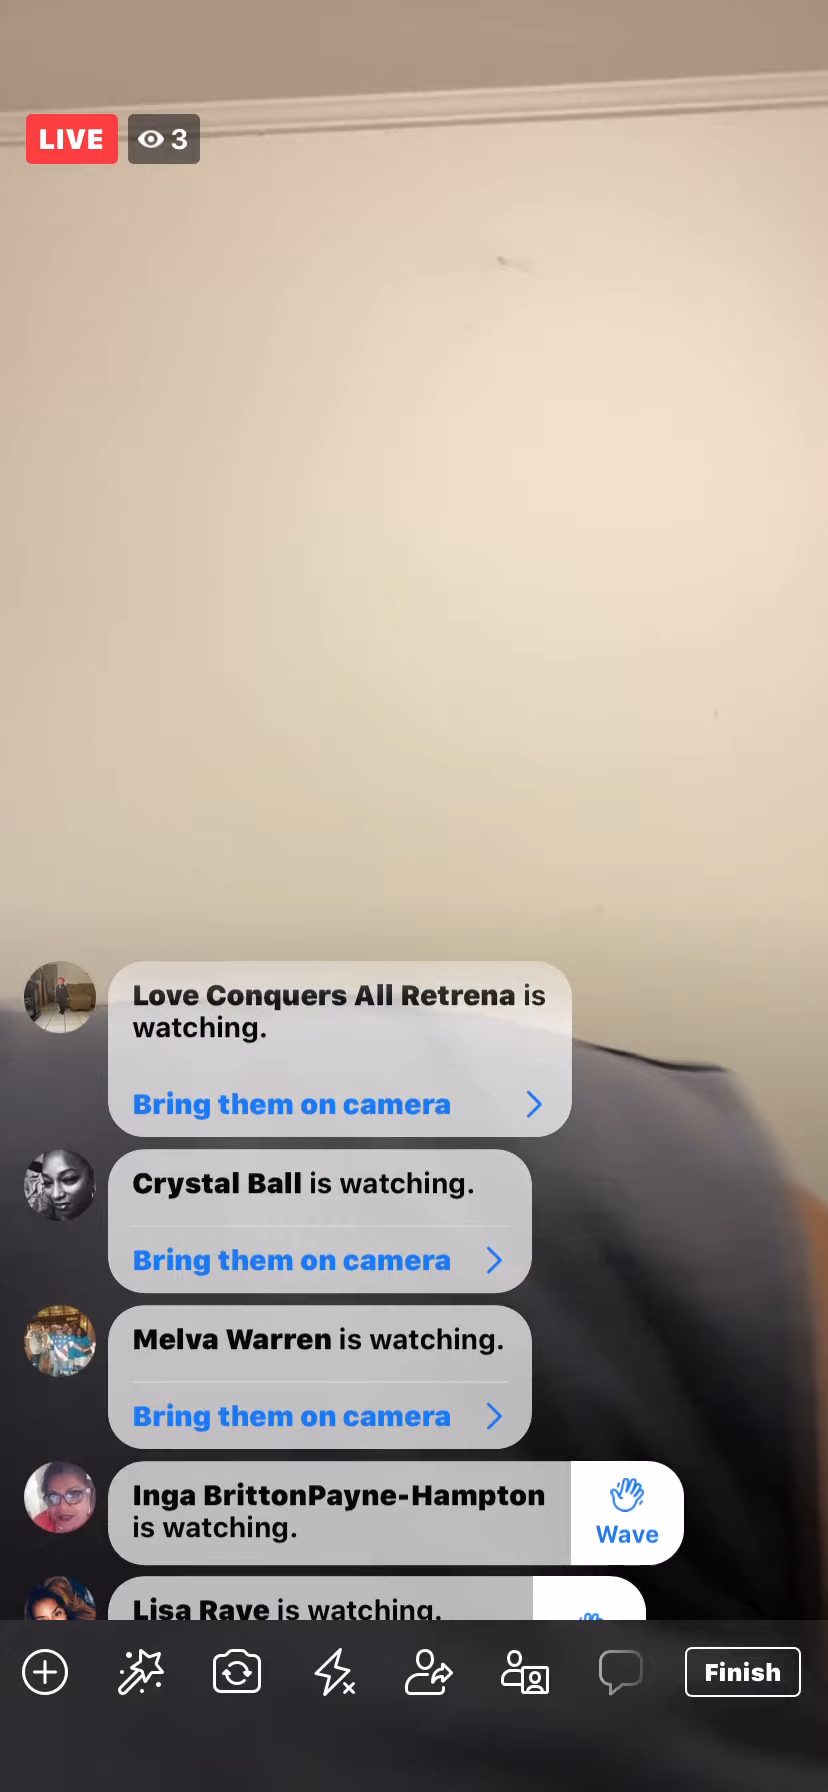 LIVE 3
Love Conquers All Retrena is
watching.
Bring them on camera
Crystal Ball is watching.
Bring them on camera
Melva Warren is watching.
Bring them on camera
Inga BrittonPayne-Hampton
is watching.
Wave
Lisa Raye is watching.
Finish